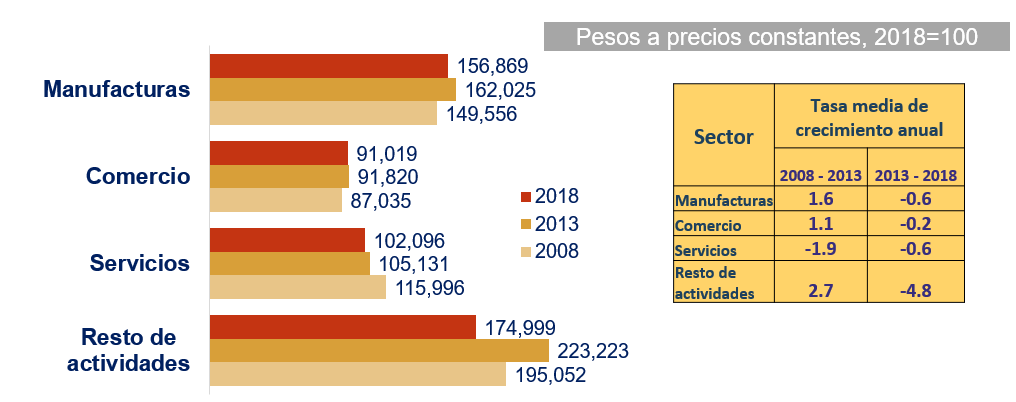 Pesos a precios constantes, 2018=100
Manufacturas
156,869
162,025
149,556
Comercio
91,019
91,820
87,035
Servicios
102,096
105,131
115,996
Resto de
actividades
174,999
223,223
195,052
2018
2013
2008
Sector
Tasa media de
crecimiento anual
2008 - 2013 2013 - 2018
Manufacturas 1.6 -0.6
Comercio 1.1 -0.2
Servicios -1.9 -0.6
Resto de
actividades 2.7 -4.8